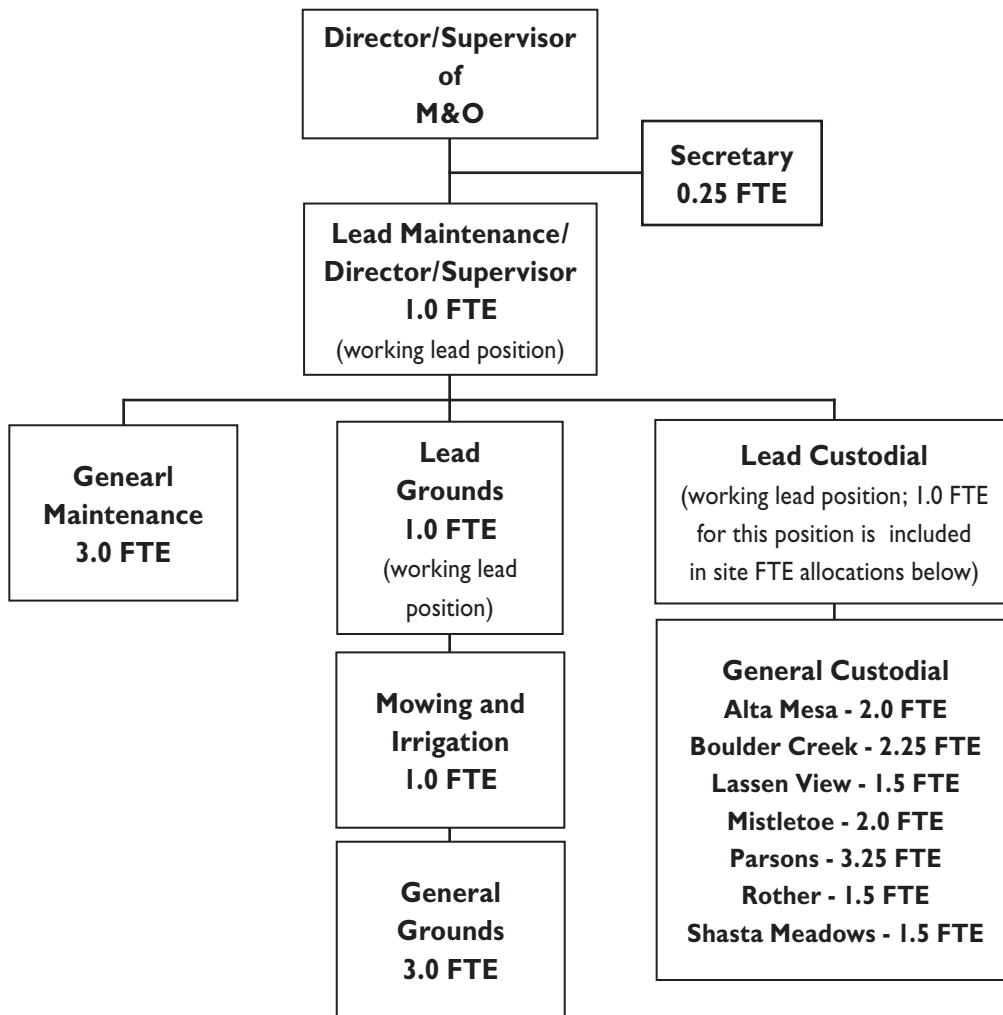 Director/Supervisor
of
M&O
Secretary
0.25 FTE
Lead Maintenance/
Director/Supervisor
1.0 FTE
(working lead position)
Genearl
Maintenance
3.0 FTE
Lead
Grounds
1.0 FTE
(working lead
position)
Lead Custodial
(working lead position; 1.0 FTE
for this position is included
in site FTE allocations below)
Mowing and
Irrigation
1.0 FTE
General
Grounds
3.0 FTE
General Custodial
Alta Mesa - 2.0 FTE
Boulder Creek - 2.25 FTE
Lassen View - 1.5 FTE
Mistletoe - 2.0 FTE
Parsons - 3.25 FTE
Rother - 1.5 FTE
Shasta Meadows - 1.5 FTE